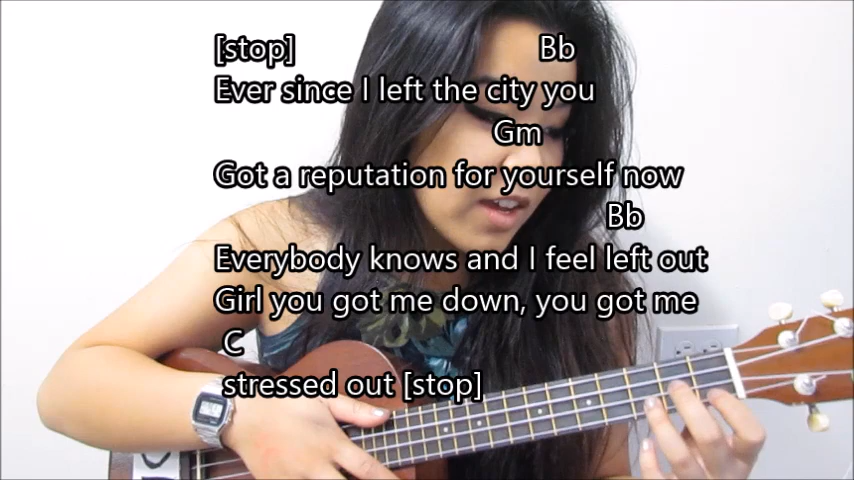 [stop] Bb
Ever since I left the city you
Gm
Got a reputation for yourself now
Bb
Everybody knows and I feel left out
Girl you got me down, you got me
C
stressed out [stop]